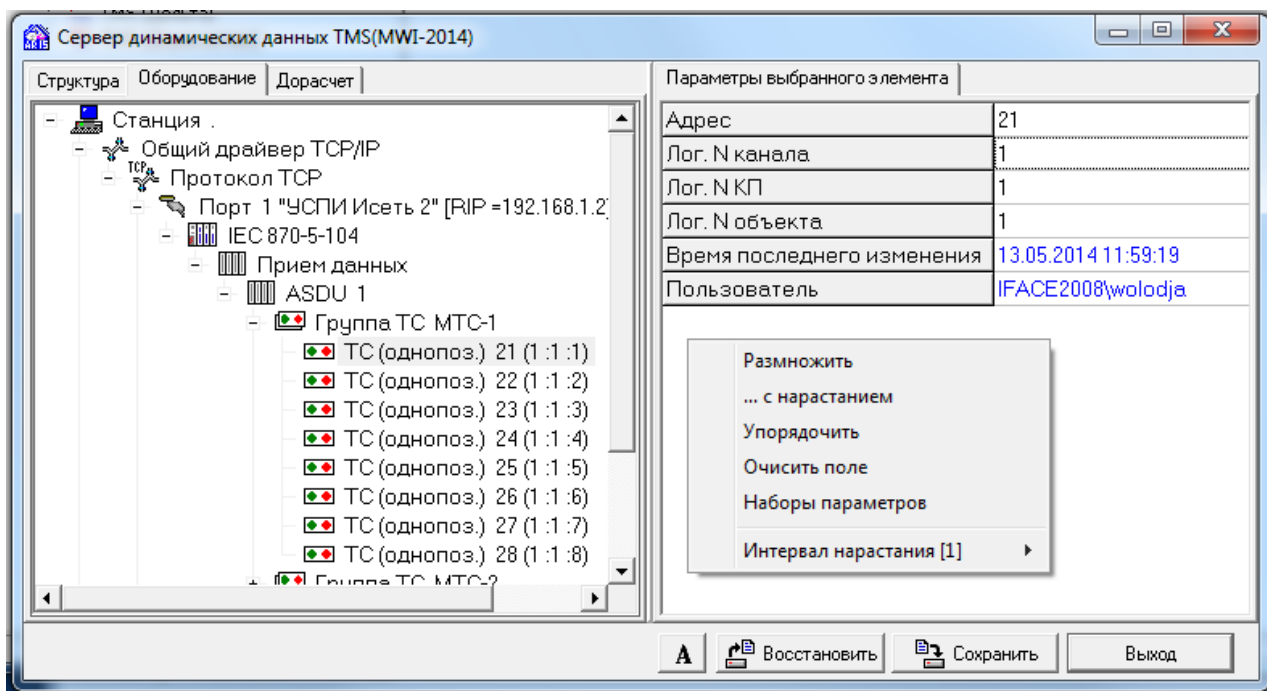 Сервер динамических данных TMS(MWI-2014)
Структура Оборудование Дорасчет
Станция .
Общий драйвер TCP/IP
TCP Протокол TCP
Порт 1 "УСПИ Исеть 2" [RIP =192.168.1.2
IEC 870-5-104
Прием данных
ASDU 1
Группа ТС МТС-1
ТС (однопоз.) 21 (1 :1 :1)
ТС (однопоз.) 22 (1 :1 :2)
ТС (однопоз.) 23 (1 :1 :3)
ТС (однопоз.) 24 (1 :1 :4)
ТС (однопоз.) 25 (1 :1 :5)
ТС (однопоз.) 26 (1 :1 :6)
ТС (однопоз.) 27 (1 :1 :7)
ТС (однопоз.) 28 (1 :1 :8)
Группа ТС МТС-2
Параметры выбранного элемента
Адрес 21
Лог. N канала 1
Лог. N КП 1
Лог. N объекта 1
Время последнего изменения 13.05.2014 11:59:19
Пользователь IFACE2008\wolodja
Размножить
... с нарастанием
Упорядочить
Очисить поле
Наборы параметров
Интервал нарастания [1]
A Восстановить Сохранить Выход